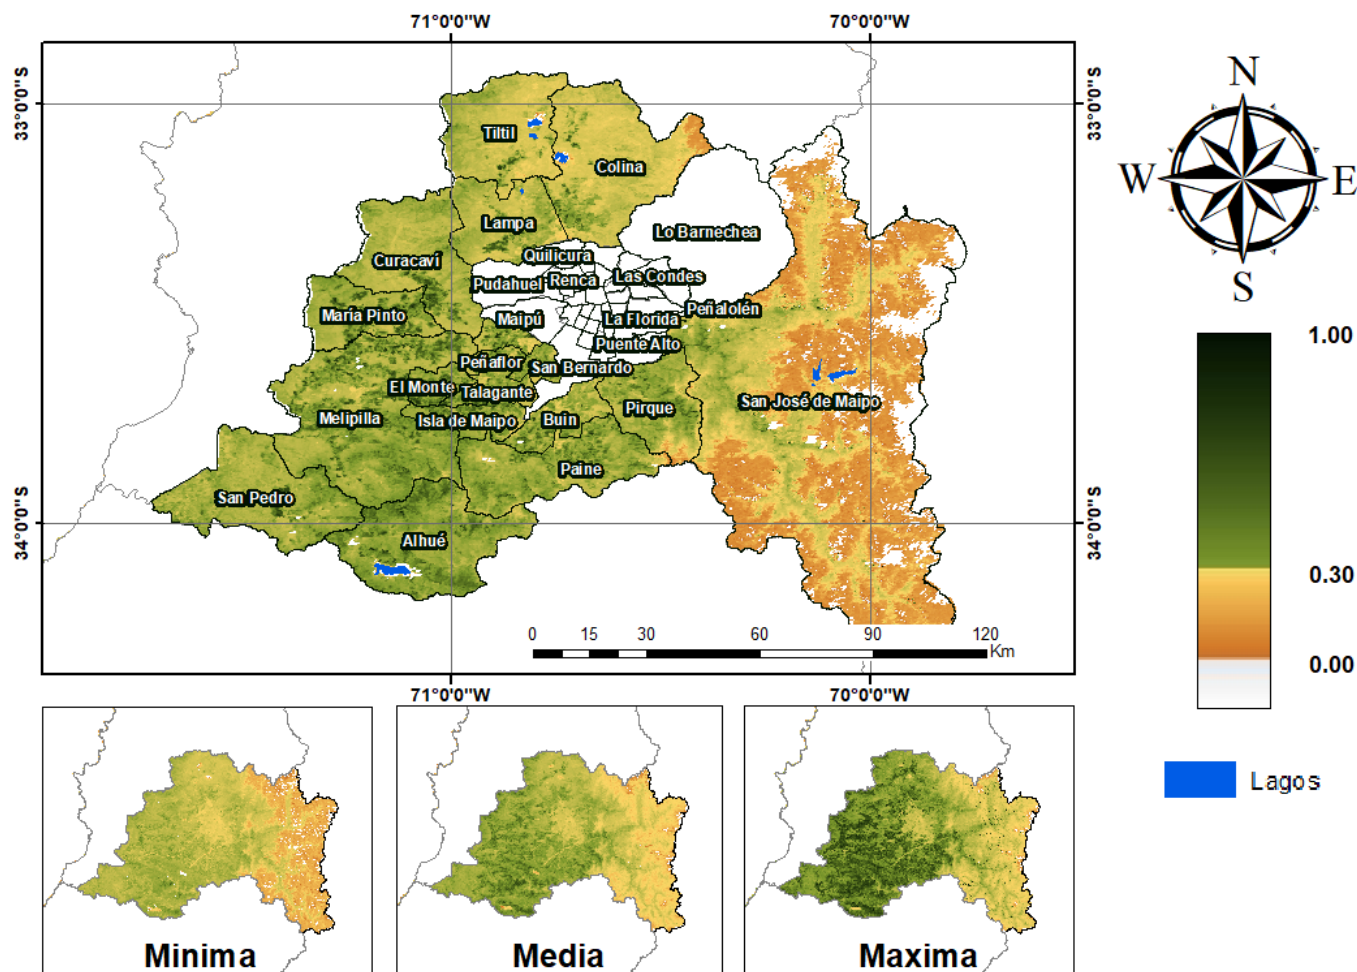 71°0'0"W
70°0'0"W
33°0'0"S
33°0'0"S
N
W
E
S
Tiltil
Colina
Lampa
Lo Barnechea
Quilicura
Curacaví
Pudahuel
Renca
Las Condes
María Pinto
Maipú
La Florida
Peñalolén
Puente Alto
Peñaflor
San Bernardo
El Monte
Talagante
San José de Maipo
Melipilla
Isla de Maipo
Buin
Pirque
Paine
San Pedro
Alhué
34°0'0"S
34°0'0"S
1.00
0.30
0.00
0
15
30
60
90
120
Km
71°0'0"W
70°0'0"W
Lagos
Minima
Media
Maxima